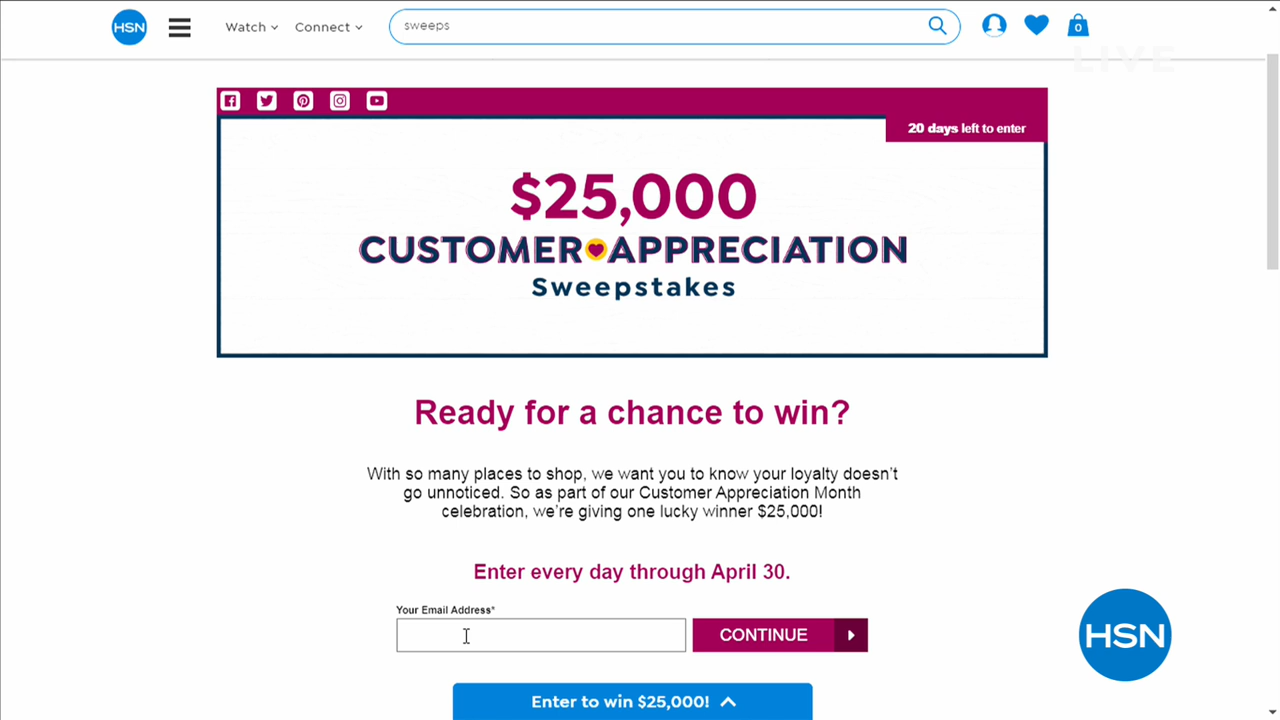 HSN
Watch
Connect
sweeps
0
LIVE
20 days left to enter
$25,000
CUSTOMER APPRECIATION
Sweepstakes
Ready for a chance to win?
With so many places to shop, we want you to know your loyalty doesn’t
go unnoticed. So as part of our Customer Appreciation Month
celebration, we’re giving one lucky winner $25,000!
Enter every day through April 30.
Your Email Address*
CONTINUE
HSN
Enter to win $25,000!